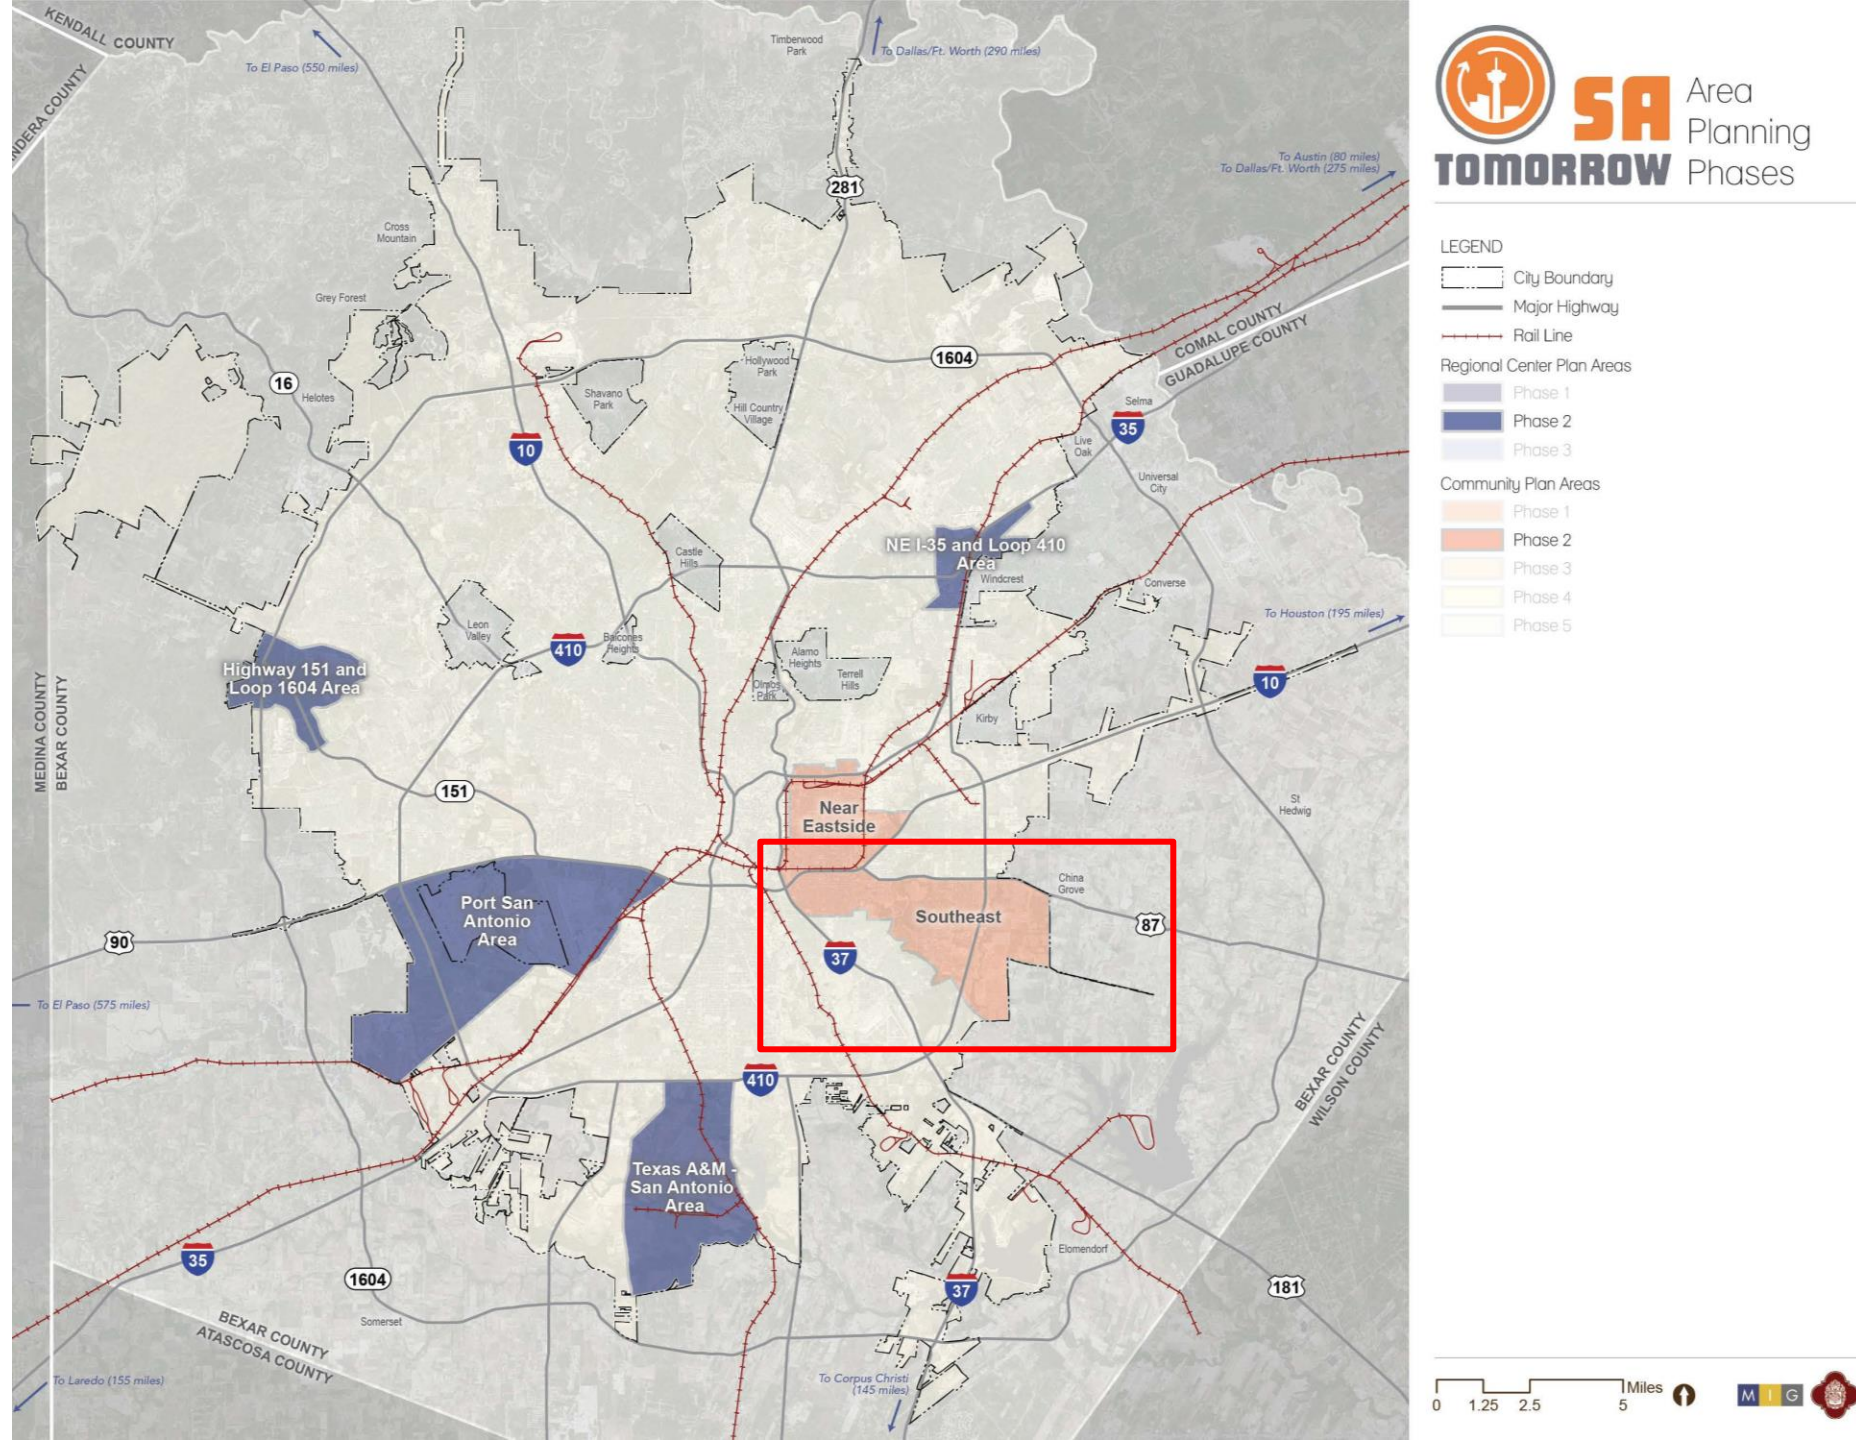 KENDALL COUNTY
To El Paso (550 miles)
Timberwood
Park
To Dallas/Ft. Worth (290 miles)
NDERA COUNTY
To Austin (80 miles)
To Dallas/Ft. Worth (275 miles)
281
Cross
Mountain
Grey Forest
COMAL COUNTY
GUADALUPE COUNTY
1604
Hollywood
Park
16
Helotes
Shavano
Park
Hill Country
Village
Selma
35
10
Live
Oak
Universal
City
NE I-35 and Loop 410
Area
Castle
Hills
Windcrest
Converse
To Houston (195 miles)
Leon
Valley
410
Balcones
Heights
Alamo
Heights
Terrell
Hills
Olmos
Park
Highway 151 and
Loop 1604 Area
10
Kirby
MEDINA COUNTY
BEXAR COUNTY
151
Near
Eastside
St
Hedwig
China
Grove
Port San
Antonio
Area
Southeast
87
90
37
To El Paso (575 miles)
BEXAR COUNTY
WILSON COUNTY
410
Texas A&M -
San Antonio
Area
Elomendorf
35
1604
37
181
Somerset
BEXAR COUNTY
ATASCOSA COUNTY
To Laredo (155 miles)
To Corpus Christi
(145 miles)
SA
TOMORROW
Area
Planning
Phases
LEGEND
City Boundary
Major Highway
Rail Line
Regional Center Plan Areas
Phase 1
Phase 2
Phase 3
Community Plan Areas
Phase 1
Phase 2
Phase 3
Phase 4
Phase 5
Miles
0 1.25 2.5 5
M I G